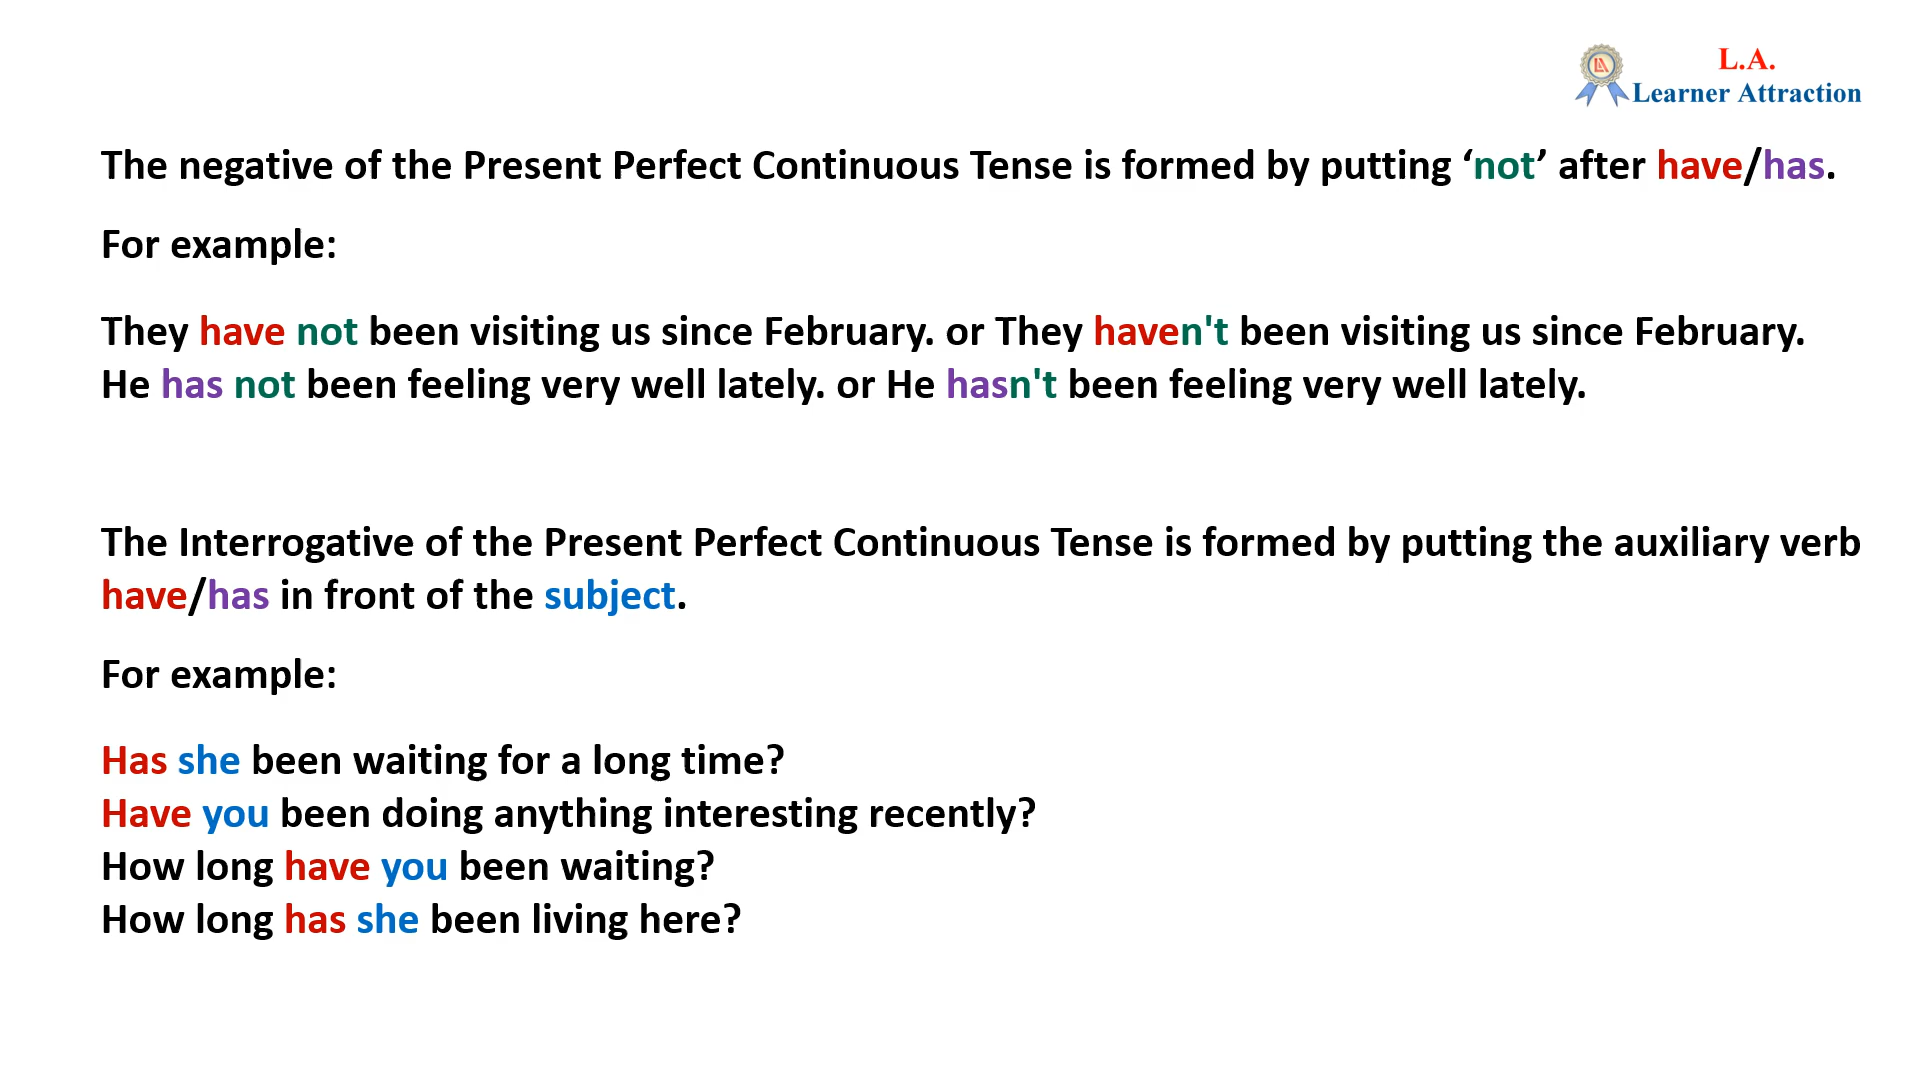 L.A.
Learner Attraction
The negative of the Present Perfect Continuous Tense is formed by putting ‘not’ after have/has.
For example:
They have not been visiting us since February. or They haven't been visiting us since February.
He has not been feeling very well lately. or He hasn't been feeling very well lately.
The Interrogative of the Present Perfect Continuous Tense is formed by putting the auxiliary verb
have/has in front of the subject.
For example:
Has she been waiting for a long time?
Have you been doing anything interesting recently?
How long have you been waiting?
How long has she been living here?